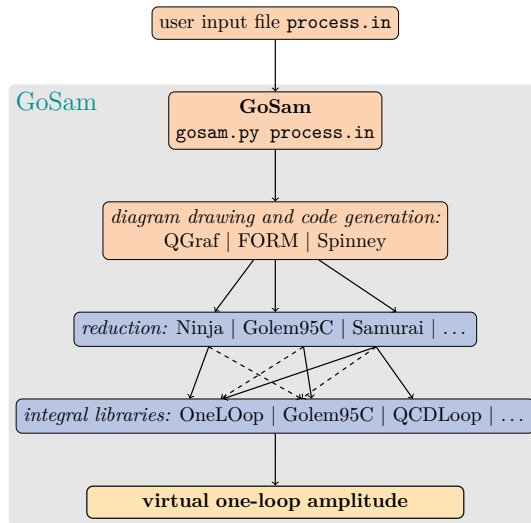 user input file process.in
GoSam
GoSam
gosam.py process.in
diagram drawing and code generation:
QGraf | FORM | Spinney
reduction: Ninja | Golem95C | Samurai | ...
integral libraries: OneLOop | Golem95C | QCDLoop | ...
virtual one-loop amplitude